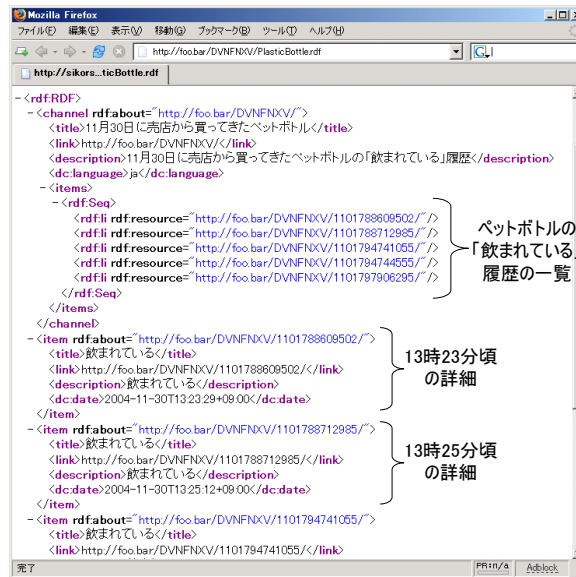 Mozilla Firefox
ファイル(F) 編集(E) 表示(V) 移動(G) ブックマーク(B) ツール(T) ヘルプ(H)
http://foo.bar/DVNFNXV/PlasticBottle.rdf
G
http://sikors...ticBottle.rdf
- <rdf:RDF>
- <channel rdf:about="http://foo.bar/DVNFNXV/">
<title>11月30日に売店から買ってきたペットボトル</title>
<link>http://foo.bar/DVNFNXV/</link>
<description>11月30日に売店から買ってきたペットボトルの「飲まれている」履歴</description>
<dc:language>ja</dc:language>
- <items>
- <rdf:Seq>
<rdf:li rdf:resource="http://foo.bar/DVNFNXV/1101788609502/"/>
<rdf:li rdf:resource="http://foo.bar/DVNFNXV/1101788712985/"/>
<rdf:li rdf:resource="http://foo.bar/DVNFNXV/1101794741055/"/>
<rdf:li rdf:resource="http://foo.bar/DVNFNXV/1101794744555/"/>
<rdf:li rdf:resource="http://foo.bar/DVNFNXV/1101797906295/"/>
</rdf:Seq>
</items>
</channel>
ペットボトルの
「飲まれている」
履歴の一覧
- <item rdf:about="http://foo.bar/DVNFNXV/1101788609502/">
<title>飲まれている</title>
<link>http://foo.bar/DVNFNXV/1101788609502/</link>
<description>飲まれている</description>
<dc:date>2004-11-30T13:23:29+09:00</dc:date>
</item>
13時23分頃
の詳細
- <item rdf:about="http://foo.bar/DVNFNXV/1101788712985/">
<title>飲まれている</title>
<link>http://foo.bar/DVNFNXV/1101788712985/</link>
<description>飲まれている</description>
<dc:date>2004-11-30T13:25:12+09:00</dc:date>
</item>
13時25分頃
の詳細
- <item rdf:about="http://foo.bar/DVNFNXV/1101794741055/">
<title>飲まれている</title>
<link>http://foo.bar/DVNFNXV/1101794741055/</link>
完了
PR:n/a Adblock